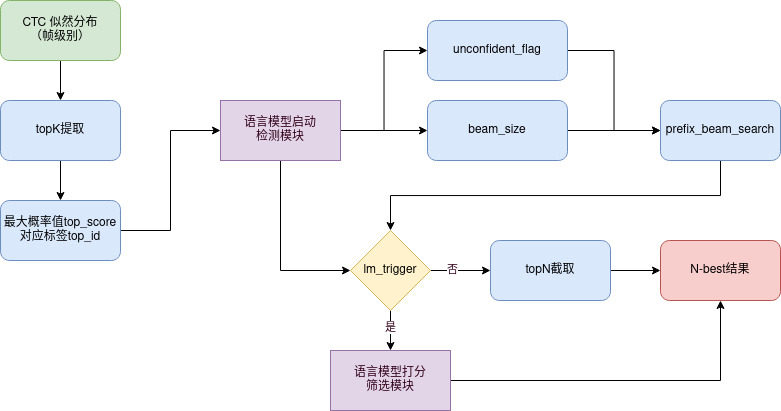 CTC 似然分布
（帧级别）
topK提取
最大概率值top_score
对应标签top_id
语言模型启动
检测模块
unconfident_flag
beam_size
prefix_beam_search
lm_trigger
否
topN截取
N-best结果
是
语言模型打分
筛选模块